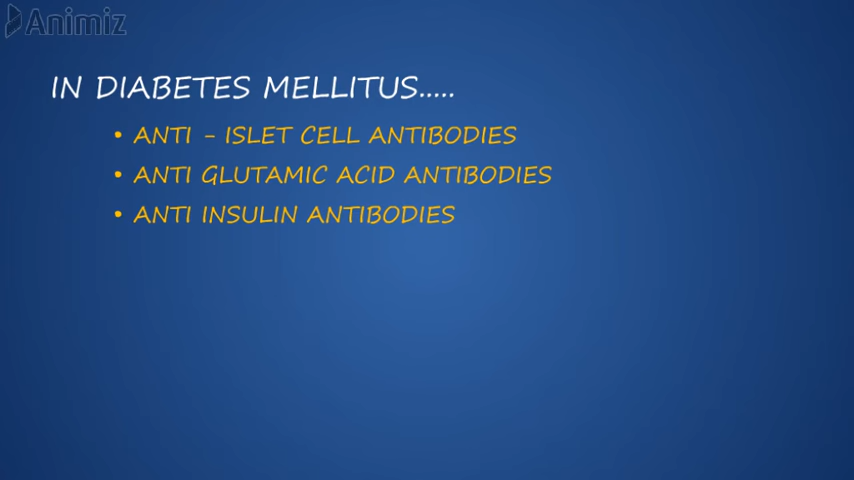 Animiz
IN DIABETES MELLITUS.....
• ANTI - ISLET CELL ANTIBODIES
• ANTI GLUTAMIC ACID ANTIBODIES
• ANTI INSULIN ANTIBODIES